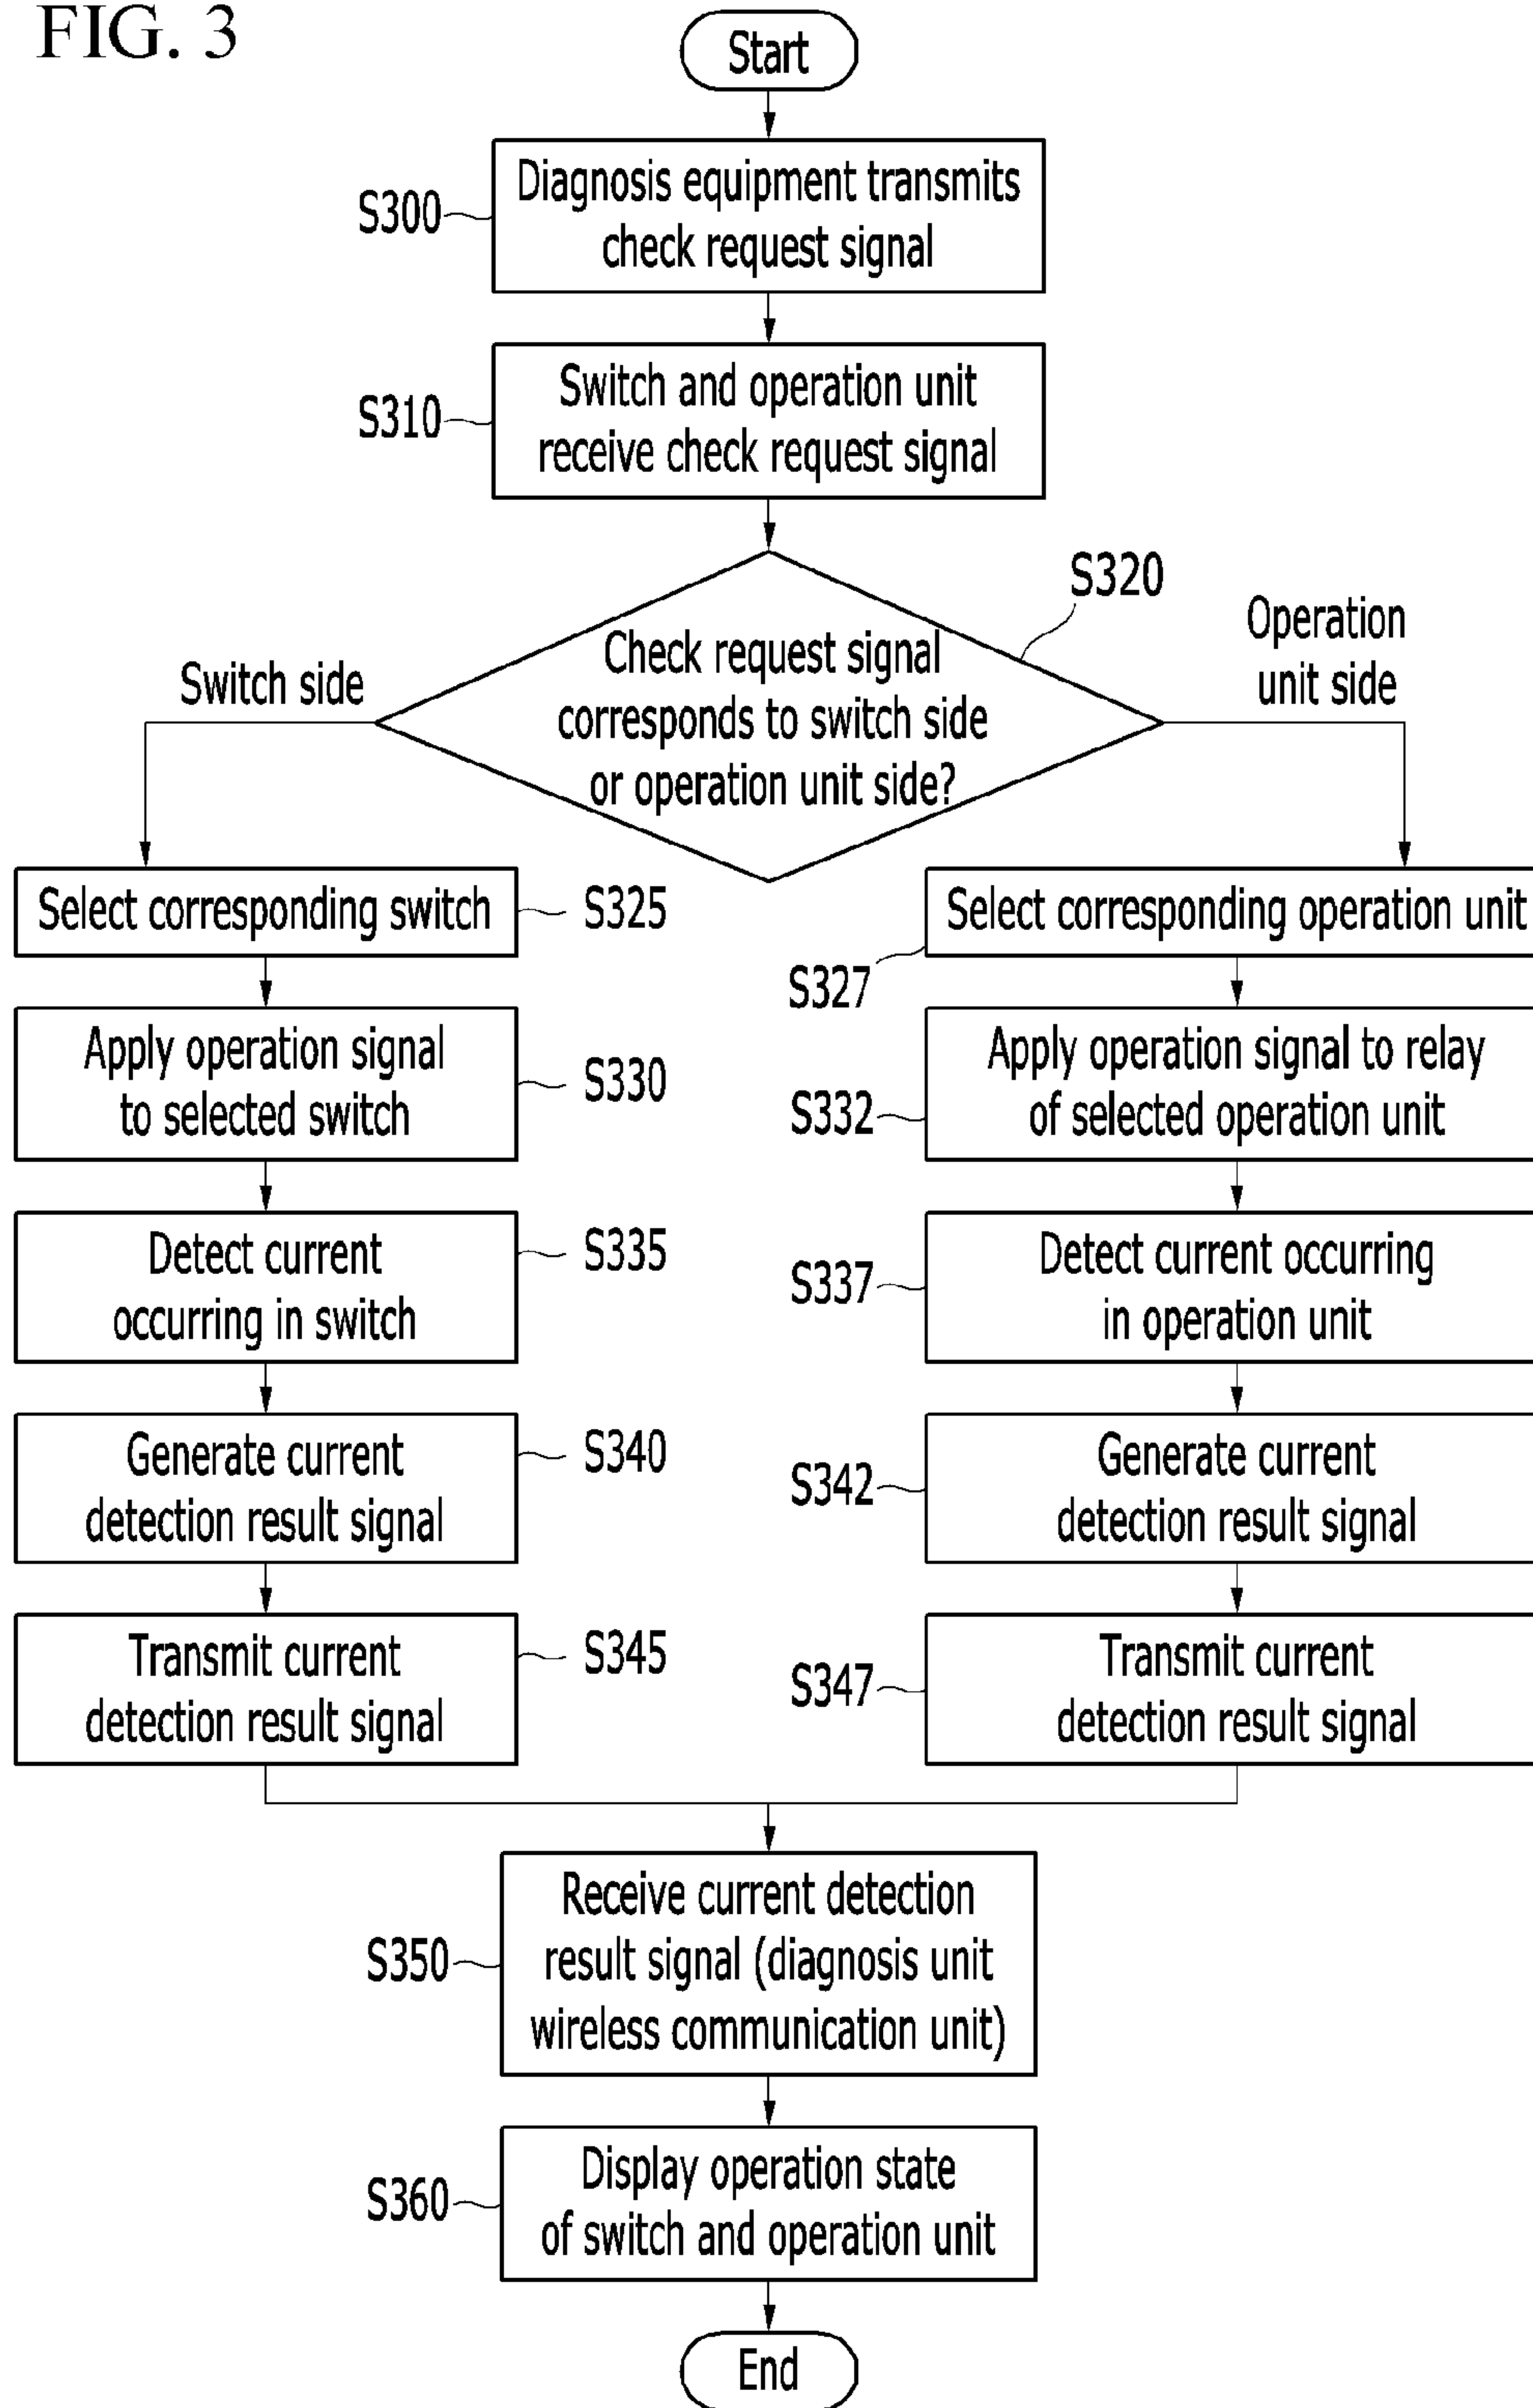 FIG. 3
Start
S300
Diagnosis equipment transmits
check request signal
S310
Switch and operation unit
receive check request signal
S320
Check request signal
corresponds to switch side
or operation unit side?
Switch side
Operation
unit side
Select corresponding switch
S325
Apply operation signal
to selected switch
S330
Detect current
occurring in switch
S335
Generate current
detection result signal
S340
Transmit current
detection result signal
S345
Select corresponding operation unit
S327
Apply operation signal to relay
of selected operation unit
S332
Detect current occurring
in operation unit
S337
Generate current
detection result signal
S342
Transmit current
detection result signal
S347
Receive current detection
result signal (diagnosis unit
wireless communication unit)
S350
Display operation state
of switch and operation unit
S360
End